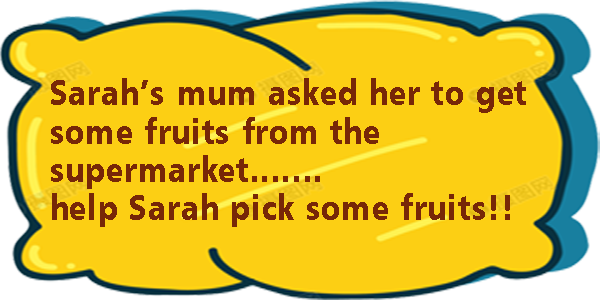 Sarah's mum asked her to get
some fruits from the
supermarket.......
help Sarah pick some fruits!!